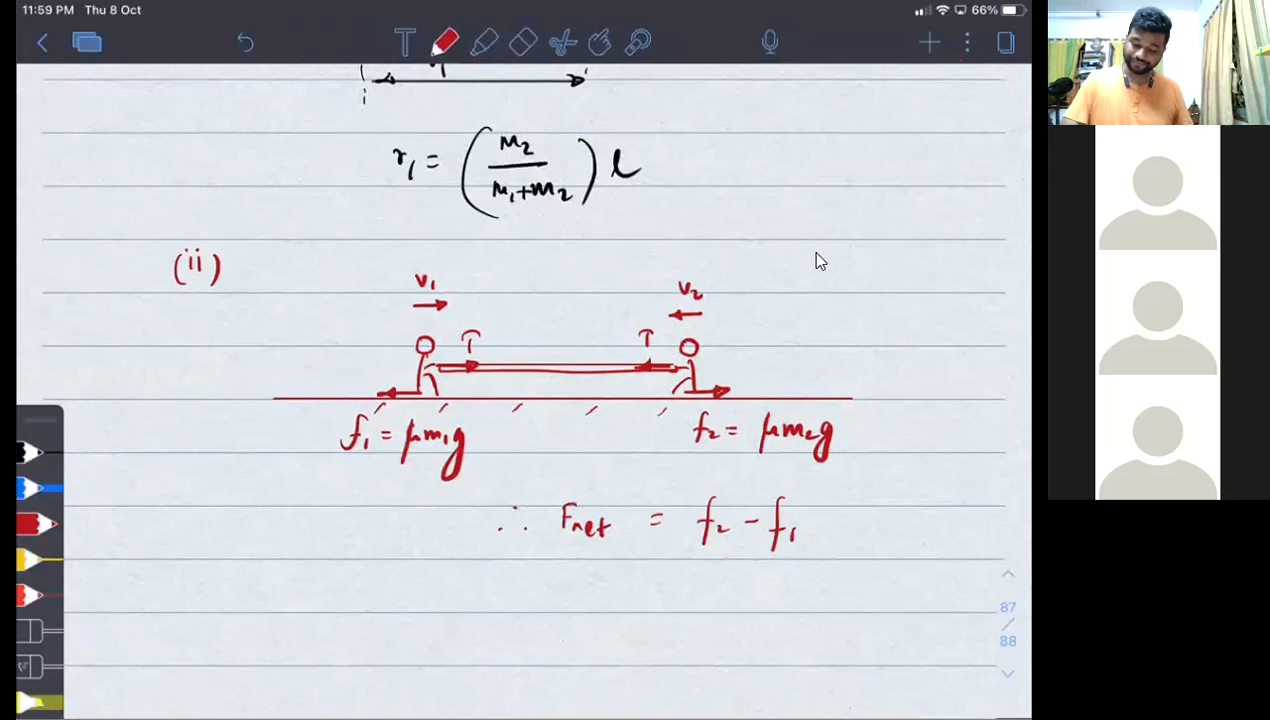 11:59 PM Thu 8 Oct
66%
T
r₁ = (m₂ / m₁+m₂) l
(ii)
v₁
v₂
T
T
f₁ = μm₁g
f₂ = μm₂g
∴ Fnet = f₂ - f₁
87
/
88